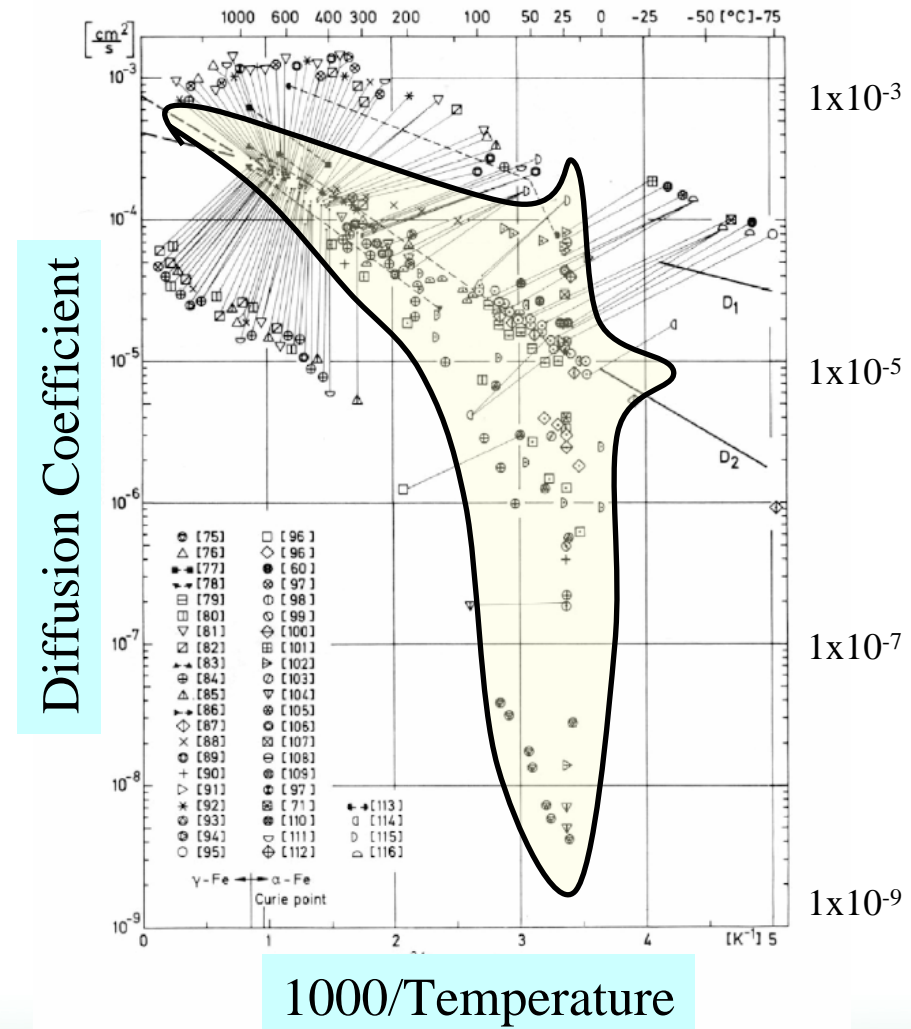 1000 600 400 300 200 100 50 25 0 -25 -50 [°C] -75
[cm²/s]
10⁻³
10⁻⁴
10⁻⁵
10⁻⁶
10⁻⁷
10⁻⁸
10⁻⁹
1x10⁻³
1x10⁻⁵
1x10⁻⁷
1x10⁻⁹
Diffusion Coefficient
D₁
D₂
[75] [96]
[76] [96]
[77] [60]
[78] [97]
[79] [98]
[80] [99]
[81] [100]
[82] [101]
[83] [102]
[84] [103]
[85] [104]
[86] [105]
[87] [106]
[88] [107]
[89] [108]
[90] [109]
[91] [97]
[92] [71] [113]
[93] [110] [114]
[94] [111] [115]
[95] [112] [116]
γ-Fe α-Fe
Curie point
0 1 2 3 4 [K⁻¹] 5
1000/Temperature